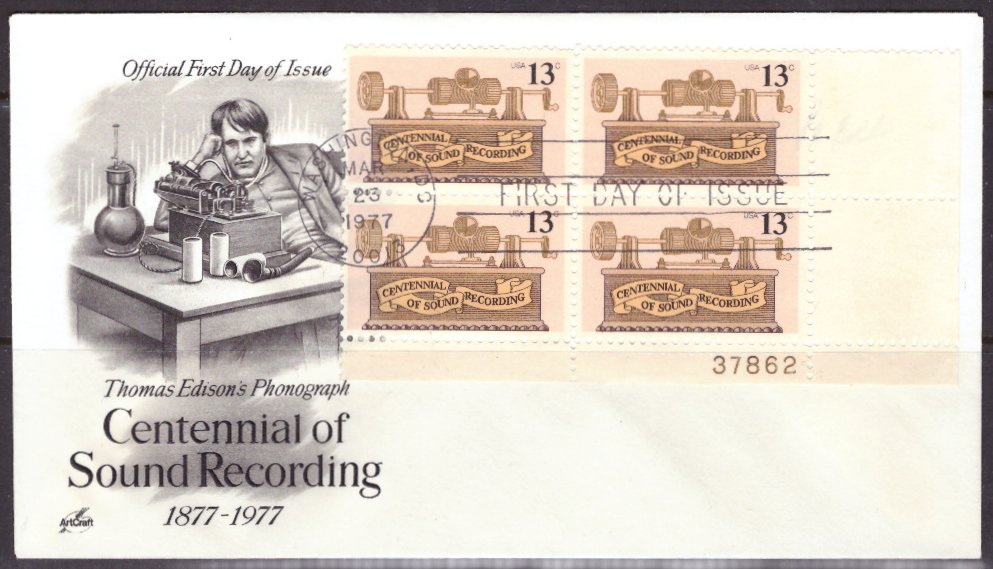 Official First Day of Issue
USA 13c
CENTENNIAL OF SOUND RECORDING
USA 13c
CENTENNIAL OF SOUND RECORDING
WASHINGTON
MAR
23
1977
FIRST DAY OF ISSUE
USA 13c
CENTENNIAL OF SOUND RECORDING
USA 13c
CENTENNIAL OF SOUND RECORDING
37862
Thomas Edison's Phonograph
Centennial of
Sound Recording
1877-1977
ArtCraft